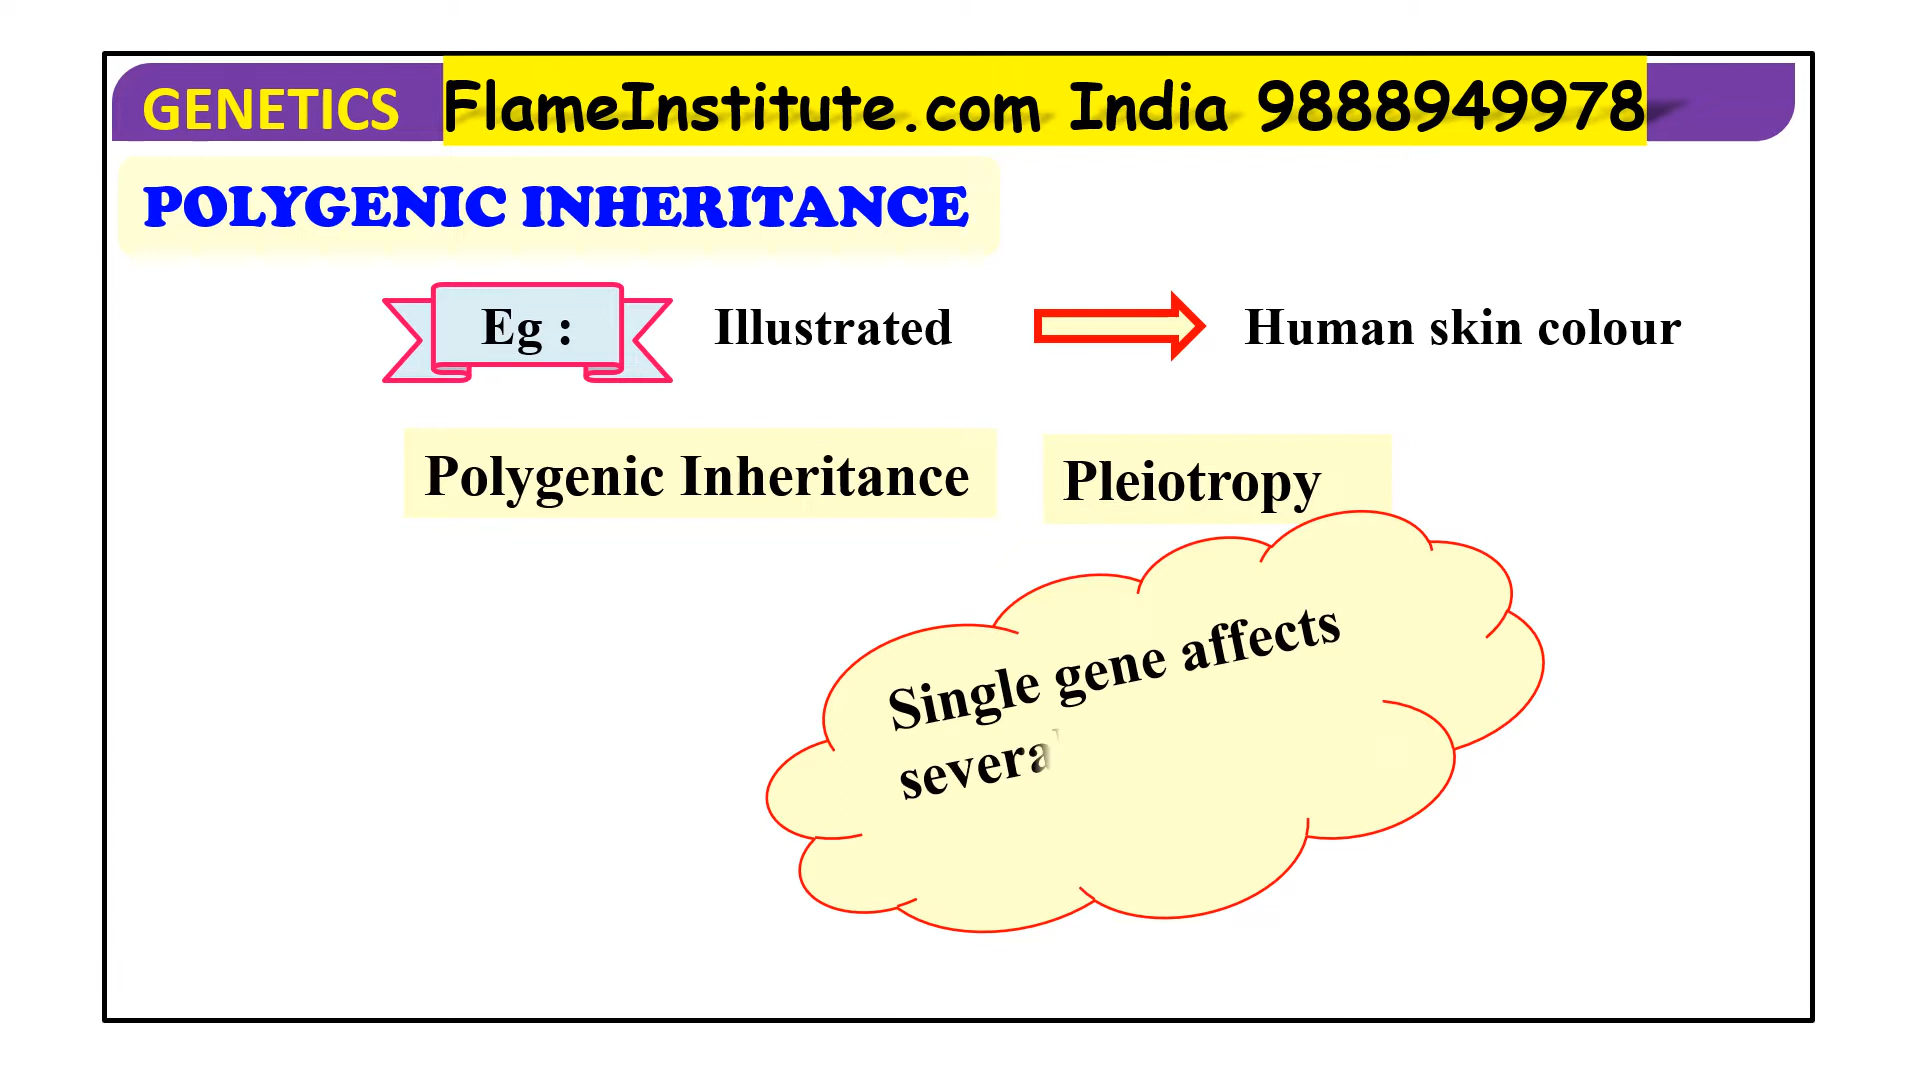 GENETICS FlameInstitute.com India 9888949978
POLYGENIC INHERITANCE
Eg : Illustrated Human skin colour
Polygenic Inheritance Pleiotropy
Single gene affects